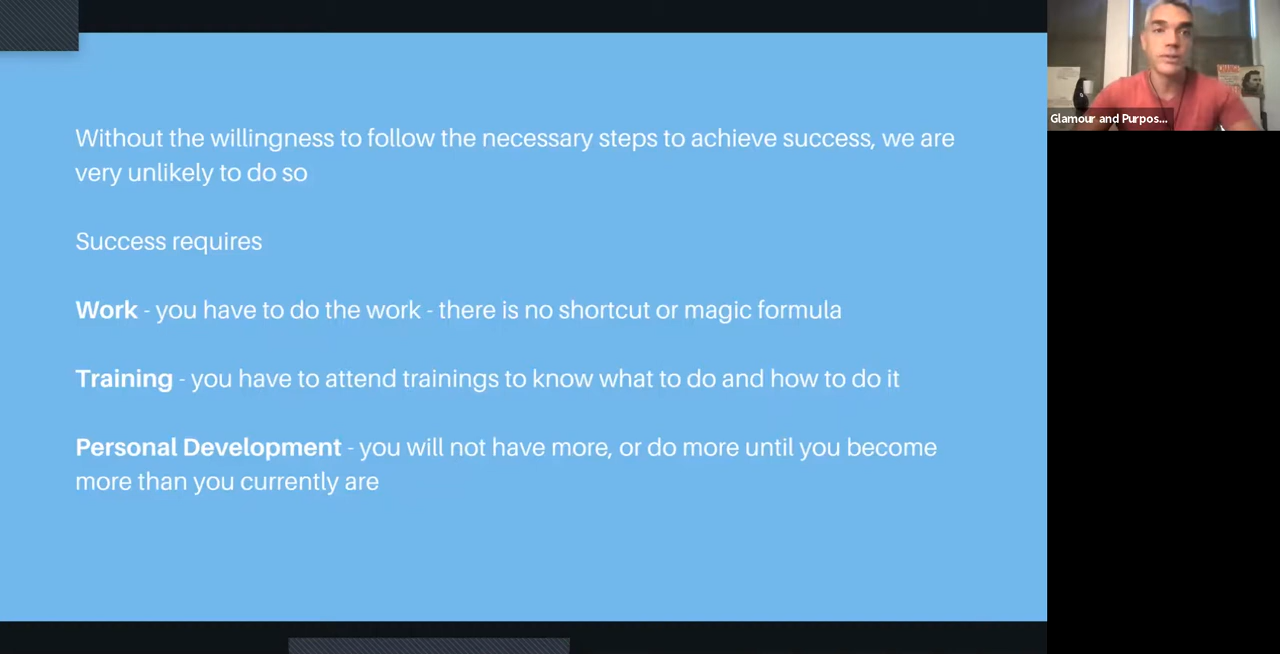 Without the willingness to follow the necessary steps to achieve success, we are
very unlikely to do so
Success requires
Work - you have to do the work - there is no shortcut or magic formula
Training - you have to attend trainings to know what to do and how to do it
Personal Development - you will not have more, or do more until you become
more than you currently are
Glamour and Purpos...